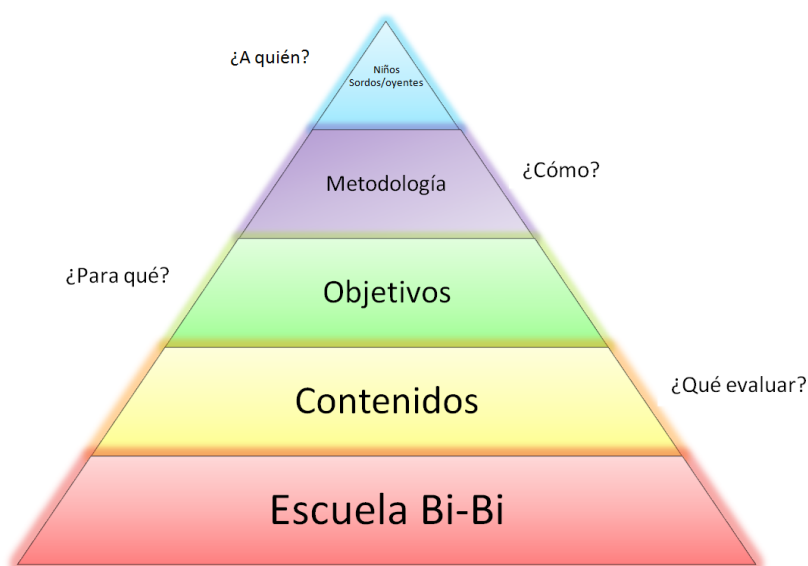 ¿A quién?
Niños
Sordos/oyentes
Metodología
¿Cómo?
¿Para qué?
Objetivos
Contenidos
¿Qué evaluar?
Escuela Bi-Bi